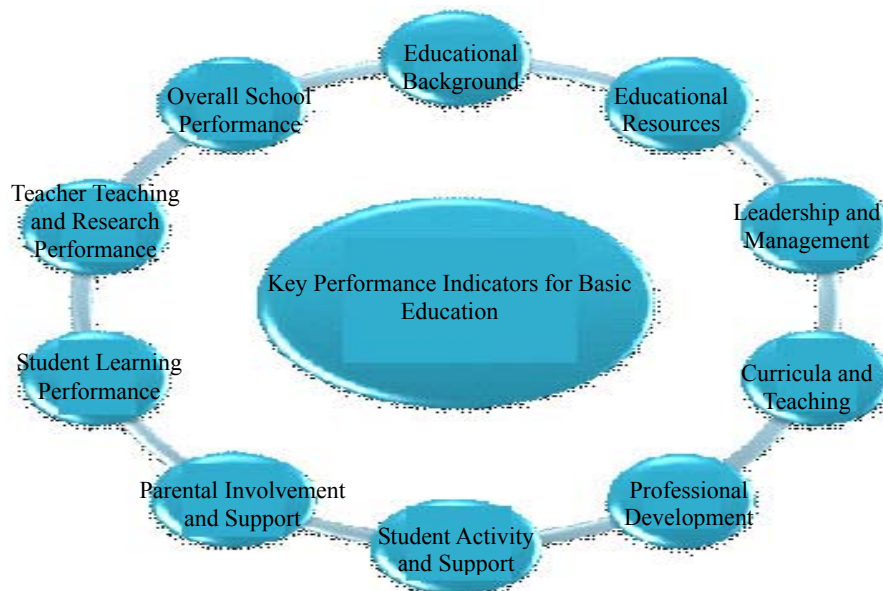 Educational
Background
Educational
Resources
Leadership and
Management
Curricula and
Teaching
Professional
Development
Student Activity
and Support
Parental Involvement
and Support
Student Learning
Performance
Teacher Teaching
and Research
Performance
Overall School
Performance
Key Performance Indicators for Basic
Education